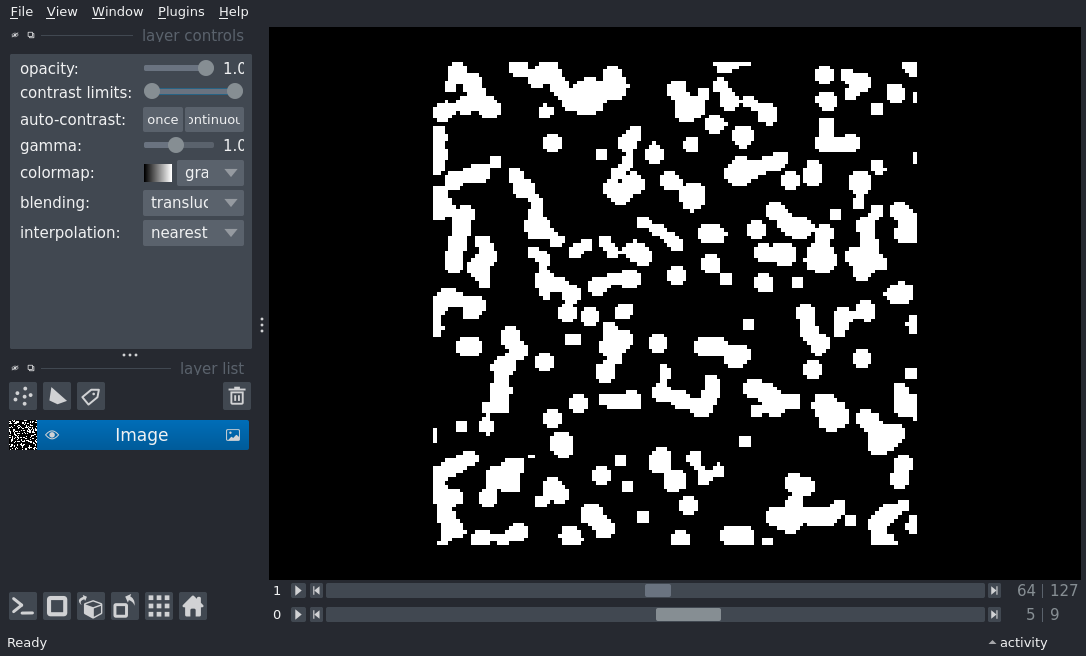 File View Window Plugins Help
layer controls
opacity: 1.0
contrast limits:
auto-contrast: once ontinuou
gamma: 1.0
colormap: gra
blending: transluc
interpolation: nearest
layer list
Image
1 64 | 127
0 5 | 9
Ready activity